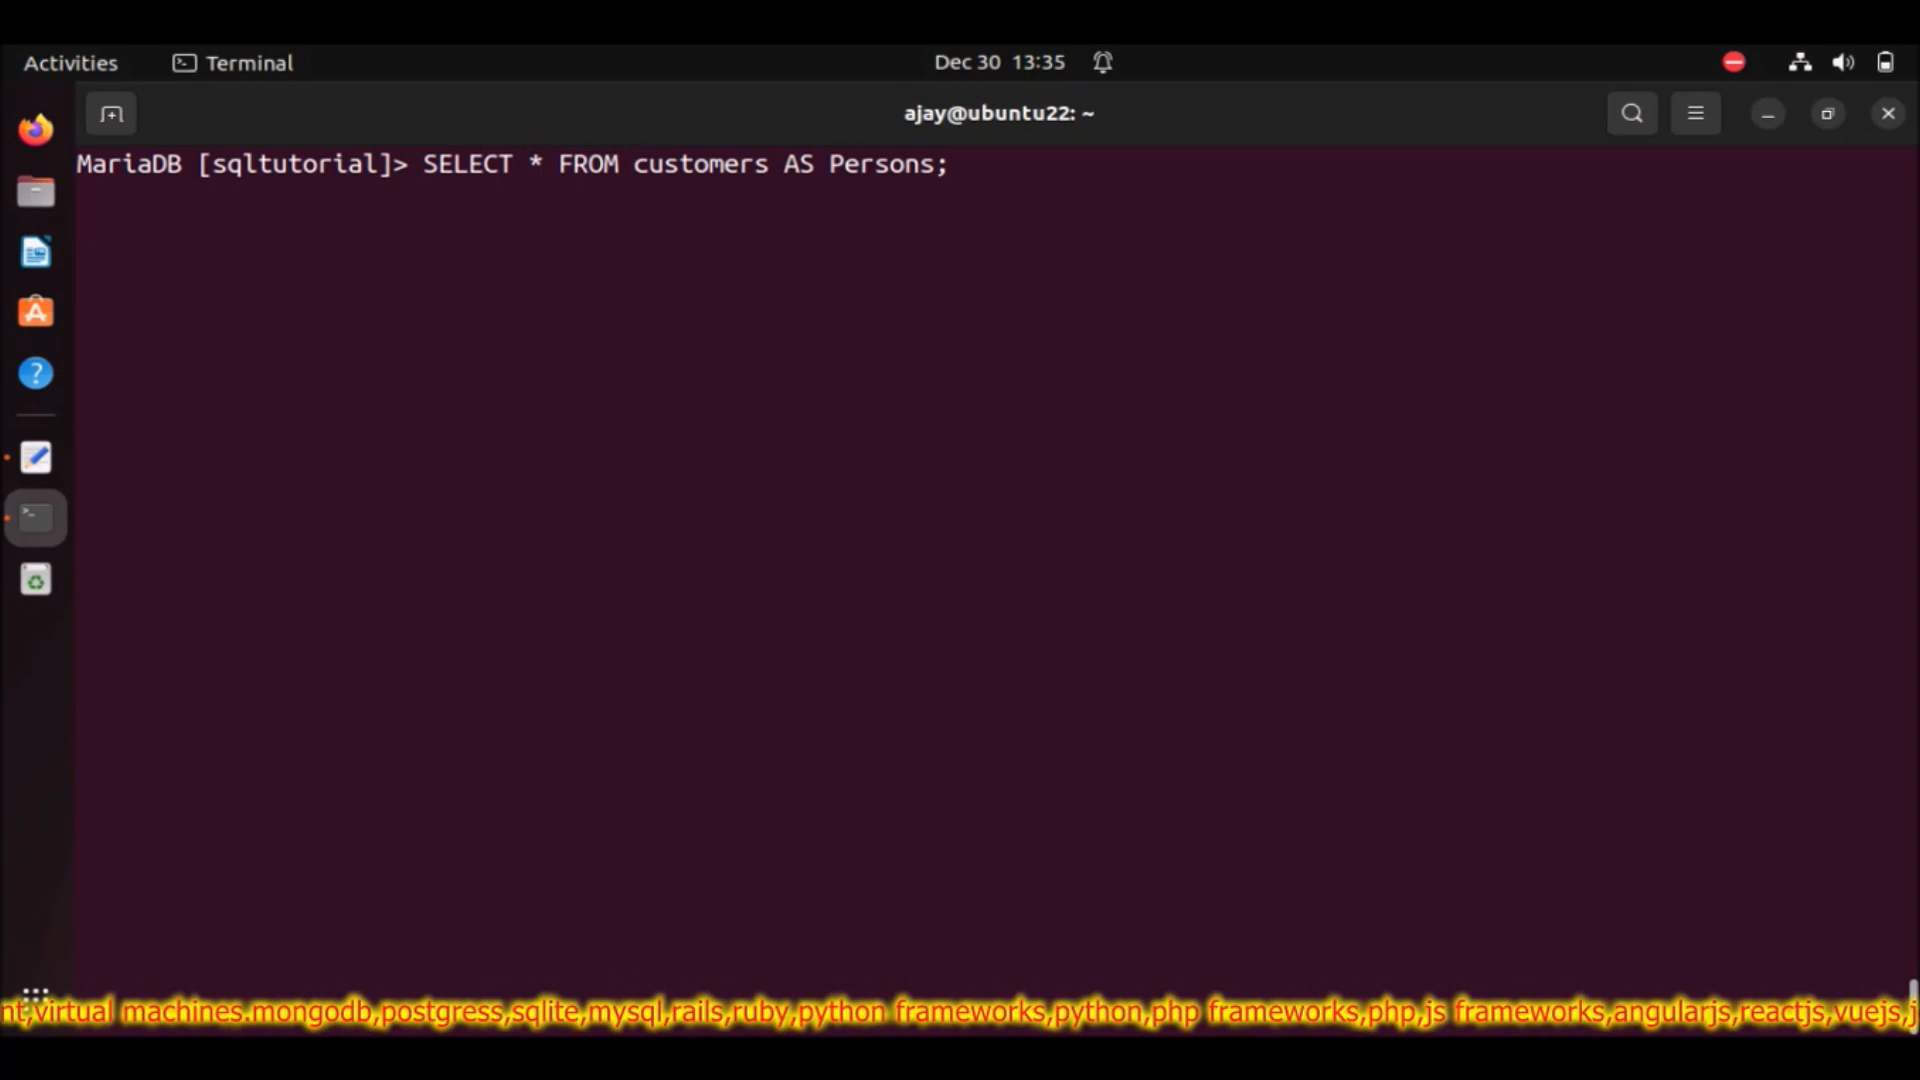 Activities Terminal Dec 30 13:35
ajay@ubuntu22: ~
MariaDB [sqltutorial]> SELECT * FROM customers AS Persons;
nt,virtual machines.mongodb,postgress,sqlite,mysql,rails,ruby,python frameworks,python,php frameworks,php,js frameworks,angularjs,reactjs,vuejs,j